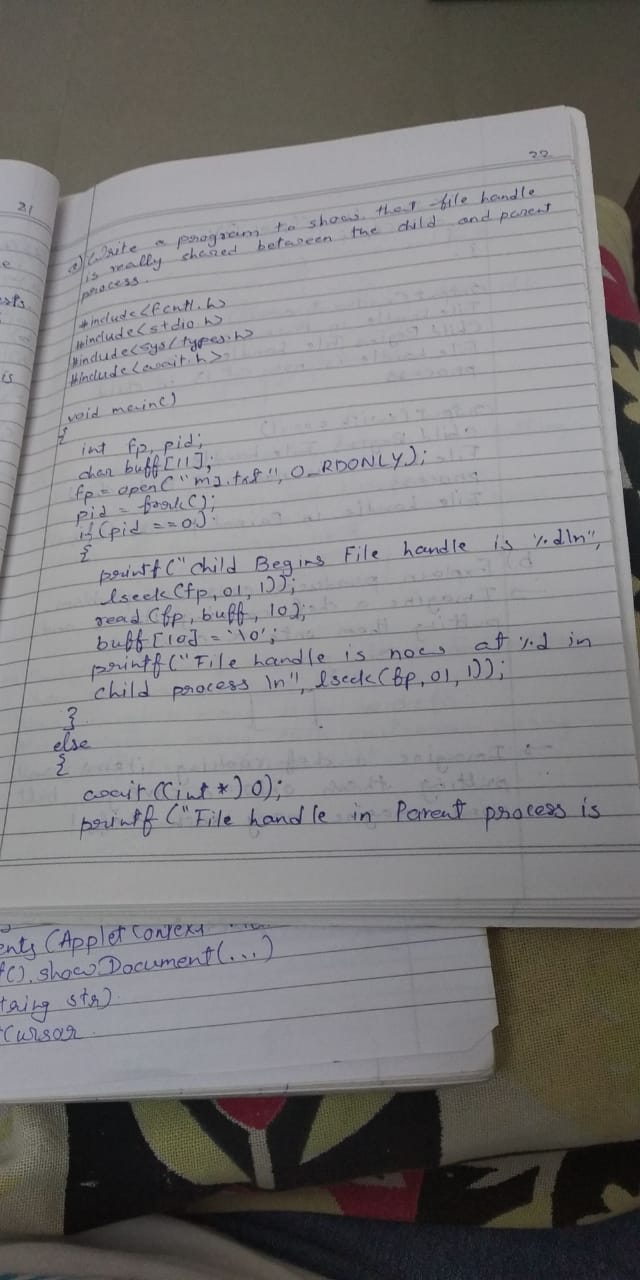 22
a) Write a program to show that file handle
is really shared between the child and parent
process.
#include<fcntl.h>
#include<stdio.h>
#include<sys/types.h>
#include<wait.h>
void main()
{
int fp, pid;
char buff[11];
fp = open("m1.txt", O_RDONLY);
pid = fork();
if(pid == 0)
{
printf("Child Begins File handle is %d\n",
lseek(fp, 01, 1));
read(fp, buff, 10);
buff[10] = '\0';
printf("File handle is now at %d in
child process \n", lseek(fp, 01, 1));
}
else
{
wait((int *) 0);
printf("File handle in Parent process is
21
is
ents (Applet Context
(). showDocument(...)
tring str)
Cursor